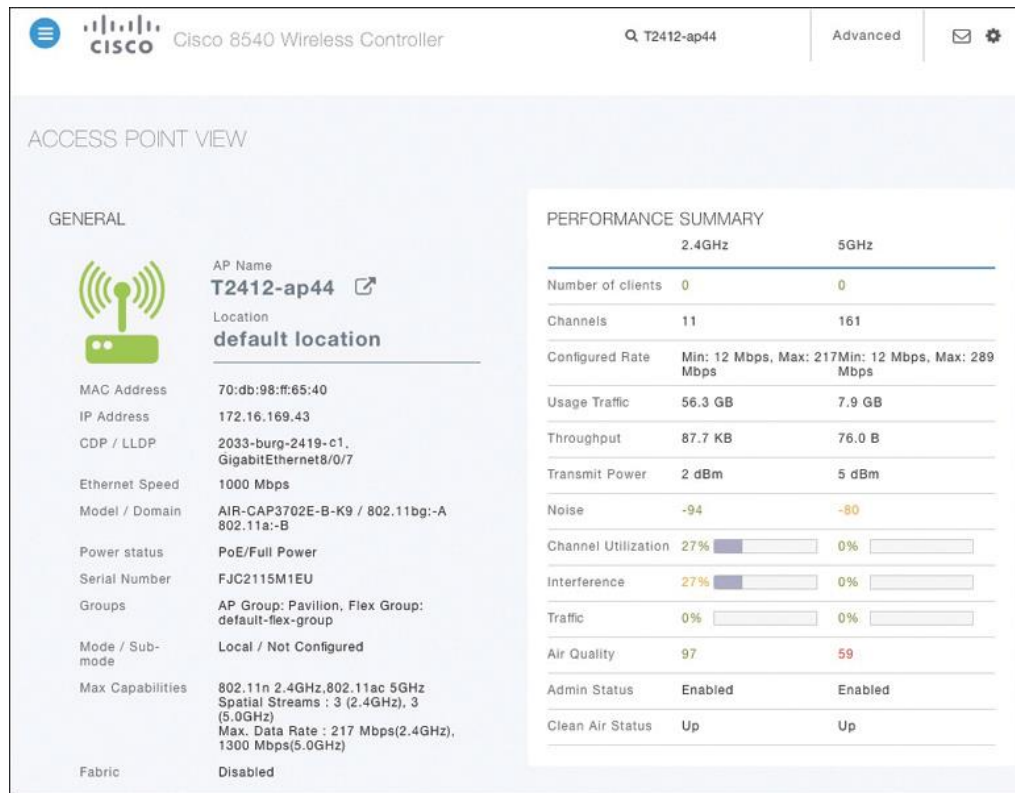 CISCO Cisco 8540 Wireless Controller T2412-ap44 Advanced
ACCESS POINT VIEW
GENERAL
AP Name
T2412-ap44
Location
default location
MAC Address 70:db:98:ff:65:40
IP Address 172.16.169.43
CDP / LLDP 2033-burg-2419-c1,
GigabitEthernet8/0/7
Ethernet Speed 1000 Mbps
Model / Domain AIR-CAP3702E-B-K9 / 802.11bg:-A
802.11a:-B
Power status PoE/Full Power
Serial Number FJC2115M1EU
Groups AP Group: Pavilion, Flex Group:
default-flex-group
Mode / Sub-
mode Local / Not Configured
Max Capabilities 802.11n 2.4GHz,802.11ac 5GHz
Spatial Streams : 3 (2.4GHz), 3
(5.0GHz)
Max. Data Rate : 217 Mbps(2.4GHz),
1300 Mbps(5.0GHz)
Fabric Disabled
PERFORMANCE SUMMARY
2.4GHz 5GHz
Number of clients 0 0
Channels 11 161
Configured Rate Min: 12 Mbps, Max: 217 Min: 12 Mbps, Max: 289
Mbps Mbps
Usage Traffic 56.3 GB 7.9 GB
Throughput 87.7 KB 76.0 B
Transmit Power 2 dBm 5 dBm
Noise -94 -80
Channel Utilization 27% 0%
Interference 27% 0%
Traffic 0% 0%
Air Quality 97 59
Admin Status Enabled Enabled
Clean Air Status Up Up